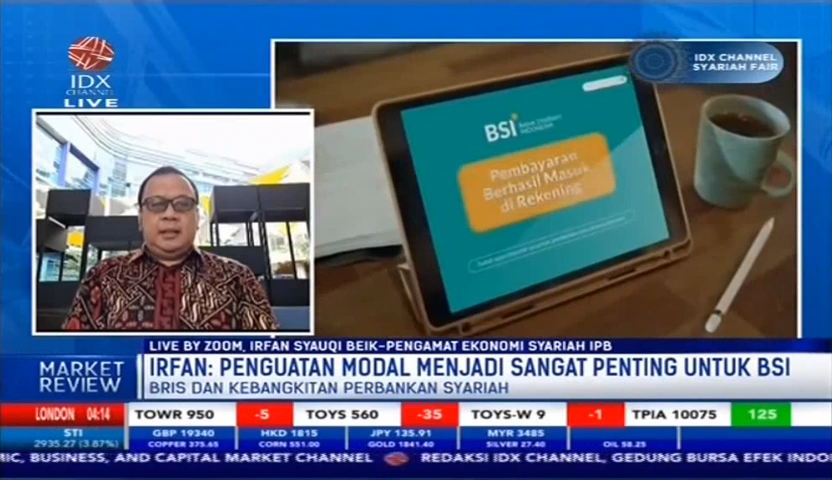 IDX
CHANNEL
LIVE
IDX CHANNEL
SYARIAH FAIR
BSI
INDONESIA
Pembayaran
Berhasil Masuk
di Rekening
LIVE BY ZOOM, IRFAN SYAUQI BEIK-PENGAMAT EKONOMI SYARIAH IPB
MARKET
REVIEW
IRFAN: PENGUATAN MODAL MENJADI SANGAT PENTING UNTUK BSI
BRIS DAN KEBANGKITAN PERBANKAN SYARIAH
LONDON 04:14 TOWR 950 -5 TOYS 560 -35 TOYS-W 9 -1 TPIA 10075 125
STI GBP 19340 HKD 1815 JPY 135.91 MYR 3485
2935.27 (3.87%) COPPER 375.65 CORN 551.00 GOLD 1841.40 SILVER 27.40 OIL 58.25
MIC, BUSINESS, AND CAPITAL MARKET CHANNEL REDAKSI IDX CHANNEL, GEDUNG BURSA EFEK INDO